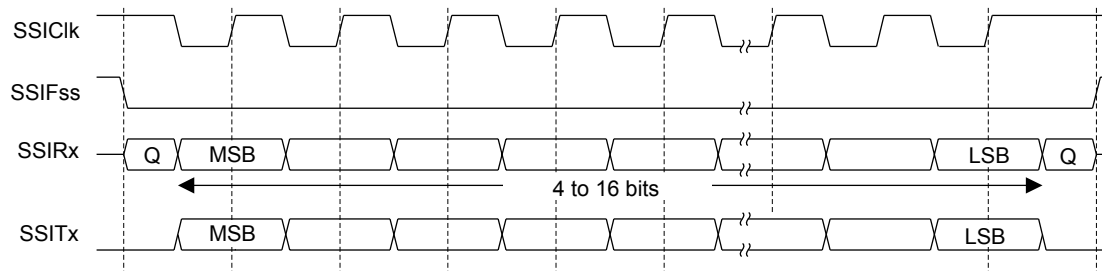 SSIClk
SSIFss
SSIRx Q MSB LSB Q
4 to 16 bits
SSITx MSB LSB